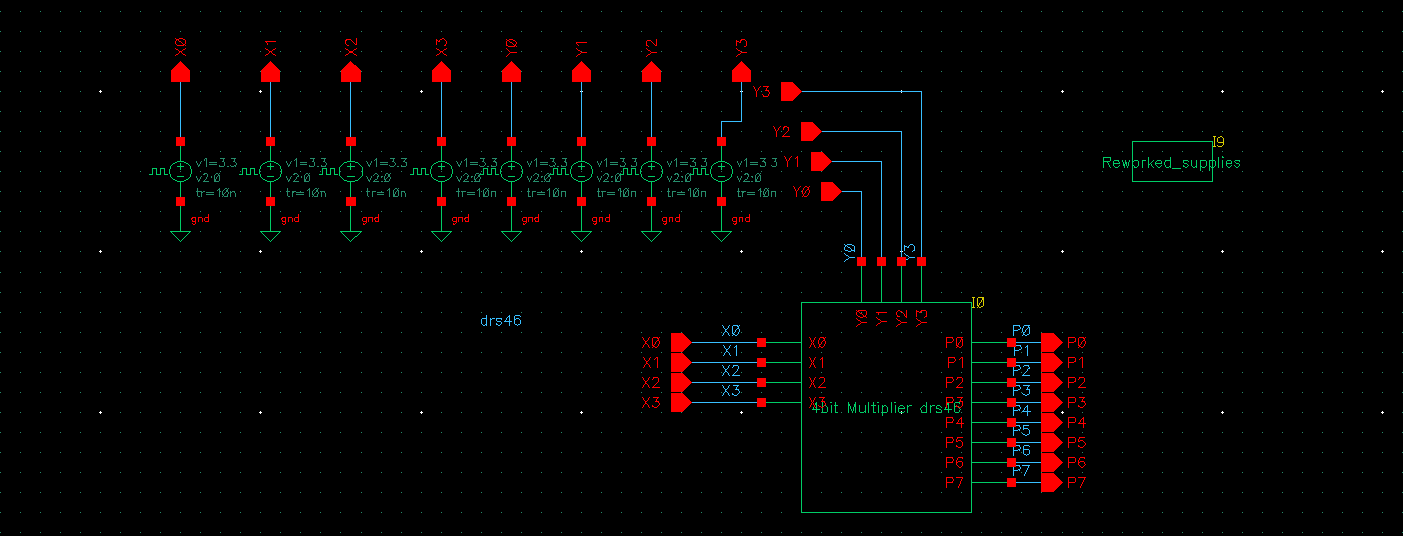 X0 X1 X2 X3 Y0 Y1 Y2 Y3
Y3
Y2
Y1
Y0
v1=3.3 v1=3.3 v1=3.3 v1=3.3 v1=3.3 v1=3.3 v1=3.3 v1=3.3
v2:0 v2:0 v2:0 v2:0 v2:0 v2:0 v2:0 v2:0
tr=10n tr=10n tr=10n tr=10n tr=10n tr=10n tr=10n tr=10n
gnd gnd gnd gnd gnd gnd gnd gnd
I9
Reworked_supplies
Y0 Y3
drs46
I0
Y0 Y1 Y2 Y3
X0 X0 X0 P0 P0 P0
X1 X1 X1 P1 P1 P1
X2 X2 X2 P2 P2 P2
X3 X3 X3 P3 P3 P3
4bit Multiplier drs46
P4 P4 P4
P5 P5 P5
P6 P6 P6
P7 P7 P7